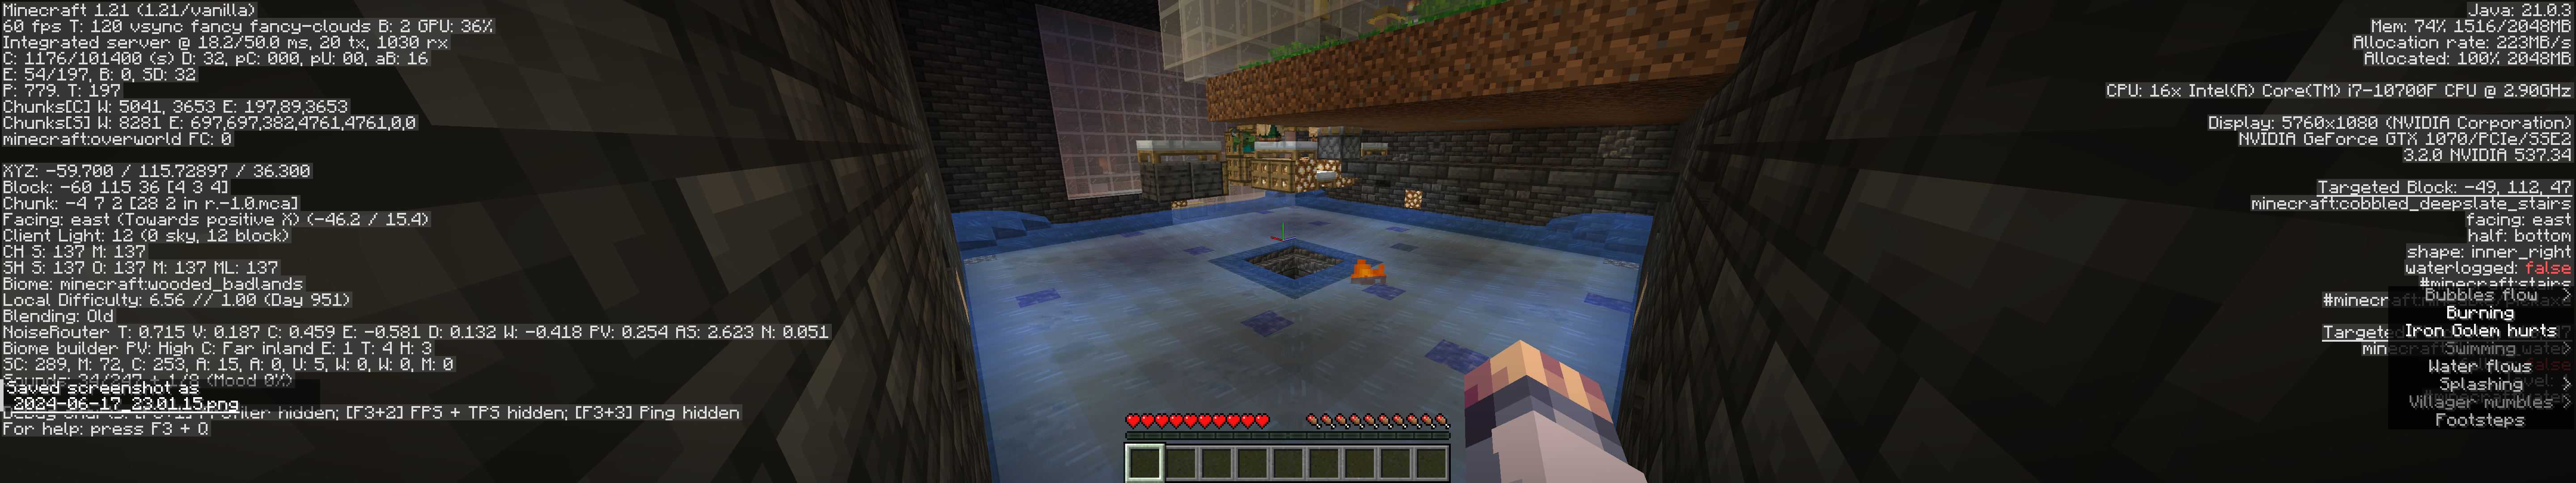 Minecraft 1.21 (1.21/vanilla)
60 fps T: 120 vsync fancy fancy-clouds B: 2 GPU: 36%
Integrated server @ 18.2/50.0 ms, 20 tx, 1030 rx
C: 1176/101400 (s) D: 32, pC: 000, pU: 00, aB: 16
E: 54/197, B: 0, SD: 32
P: 779. T: 197
Chunks[C] W: 5041, 3653 E: 197,89,3653
Chunks[S] W: 8281 E: 697,697,382,4761,4761,0,0
minecraft:overworld FC: 0
XYZ: -59.700 / 115.72897 / 36.300
Block: -60 115 36 [4 3 4]
Chunk: -4 7 2 [28 2 in r.-1.0.mca]
Facing: east (Towards positive X) (-46.2 / 15.4)
Client Light: 12 (0 sky, 12 block)
CH S: 137 M: 137
SH S: 137 O: 137 M: 137 ML: 137
Biome: minecraft:wooded_badlands
Local Difficulty: 6.56 // 1.00 (Day 951)
Blending: Old
NoiseRouter T: 0.715 V: 0.187 C: 0.459 E: -0.581 D: 0.132 W: -0.418 PV: 0.254 AS: 2.623 N: 0.051
Biome builder PV: High C: Far inland E: 1 T: 4 H: 3
SC: 289, M: 72, C: 253, A: 15, A: 0, U: 5, W: 0, W: 0, M: 0
Sounds: 34/247 + 1/8 (Mood 0%)
Saved screenshot as
2024-06-17_23.01.15.png
hidden; [F3+2] FPS + TPS hidden; [F3+3] Ping hidden
For help: press F3 + Q
Java: 21.0.3
Mem: 74% 1516/2048MB
Allocation rate: 223MB/s
Allocated: 100% 2048MB
CPU: 16x Intel(R) Core(TM) i7-10700F CPU @ 2.90GHz
Display: 5760x1080 (NVIDIA Corporation)
NVIDIA GeForce GTX 1070/PCIe/SSE2
3.2.0 NVIDIA 537.34
Targeted Block: -49, 112, 47
minecraft:cobbled_deepslate_stairs
facing: east
half: bottom
shape: inner_right
waterlogged: false
#minecraft:stairs
Bubbles flow >
Burning
Iron Golem hurts
Swimming
Water flows
Splashing >
Villager mumbles >
Footsteps